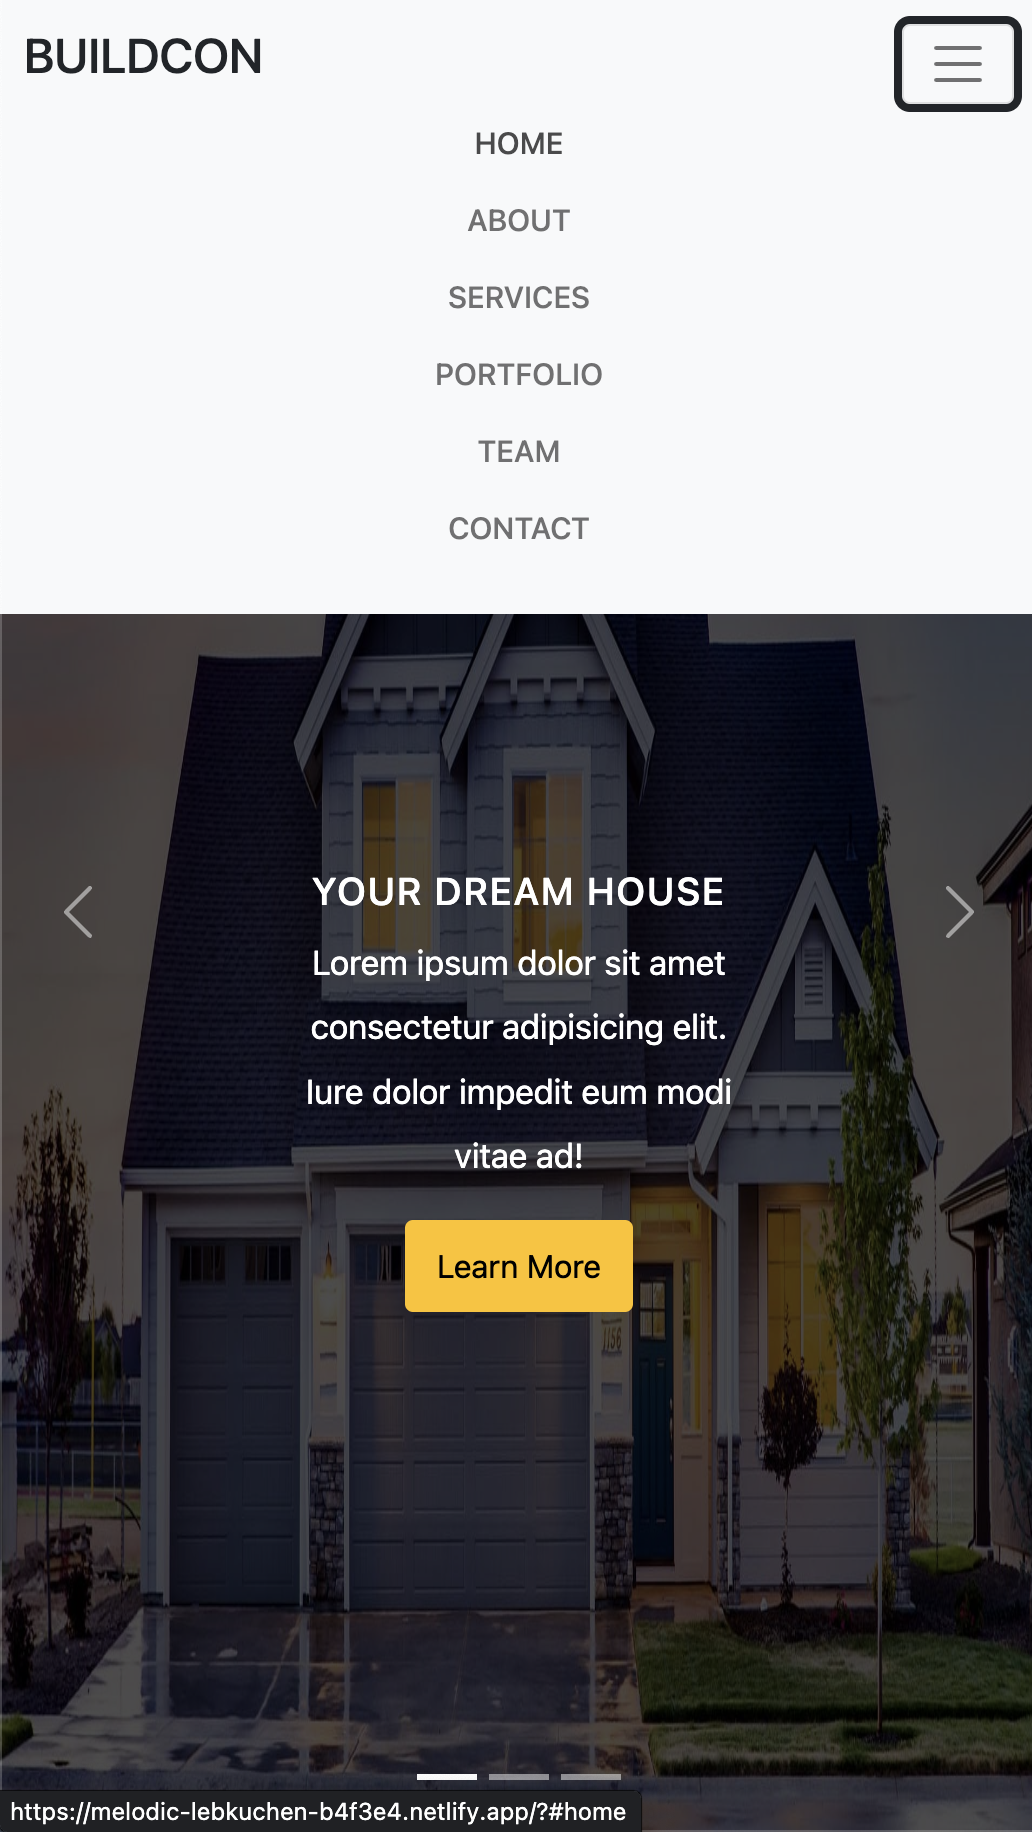 BUILDCON
HOME
ABOUT
SERVICES
PORTFOLIO
TEAM
CONTACT
YOUR DREAM HOUSE
Lorem ipsum dolor sit amet
consectetur adipisicing elit.
Iure dolor impedit eum modi
vitae ad!
Learn More
1156
https://melodic-lebkuchen-b4f3e4.netlify.app/?#home